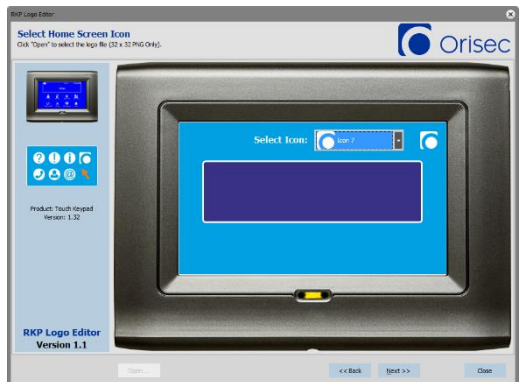 RKP Logo Editor
Select Home Screen Icon
Click "Open" to select the logo file (32 x 32 PNG Only).
Orisec
Select Icon:
Icon 7
Product: Touch Keypad
Version: 1.32
RKP Logo Editor
Version 1.1
Open...
<< Back
Next >>
Close